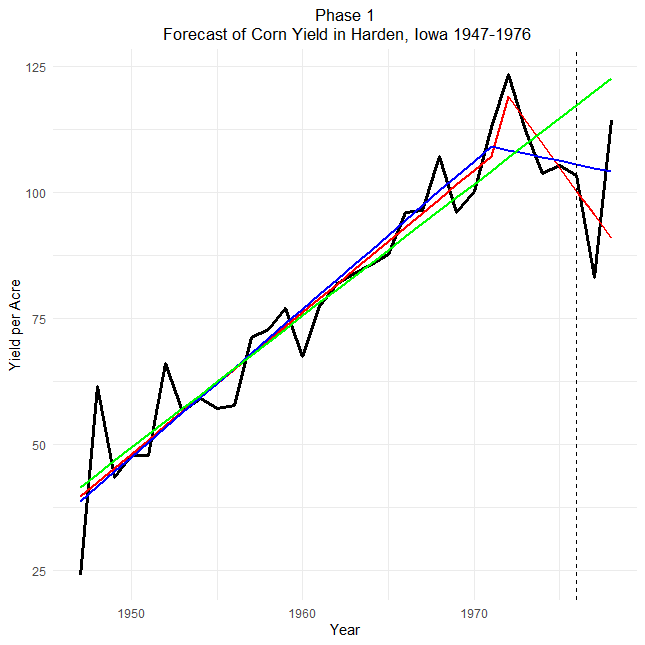 Phase 1
Forecast of Corn Yield in Harden, Iowa 1947-1976
Yield per Acre
125
100
75
50
25
1950
1960
1970
Year